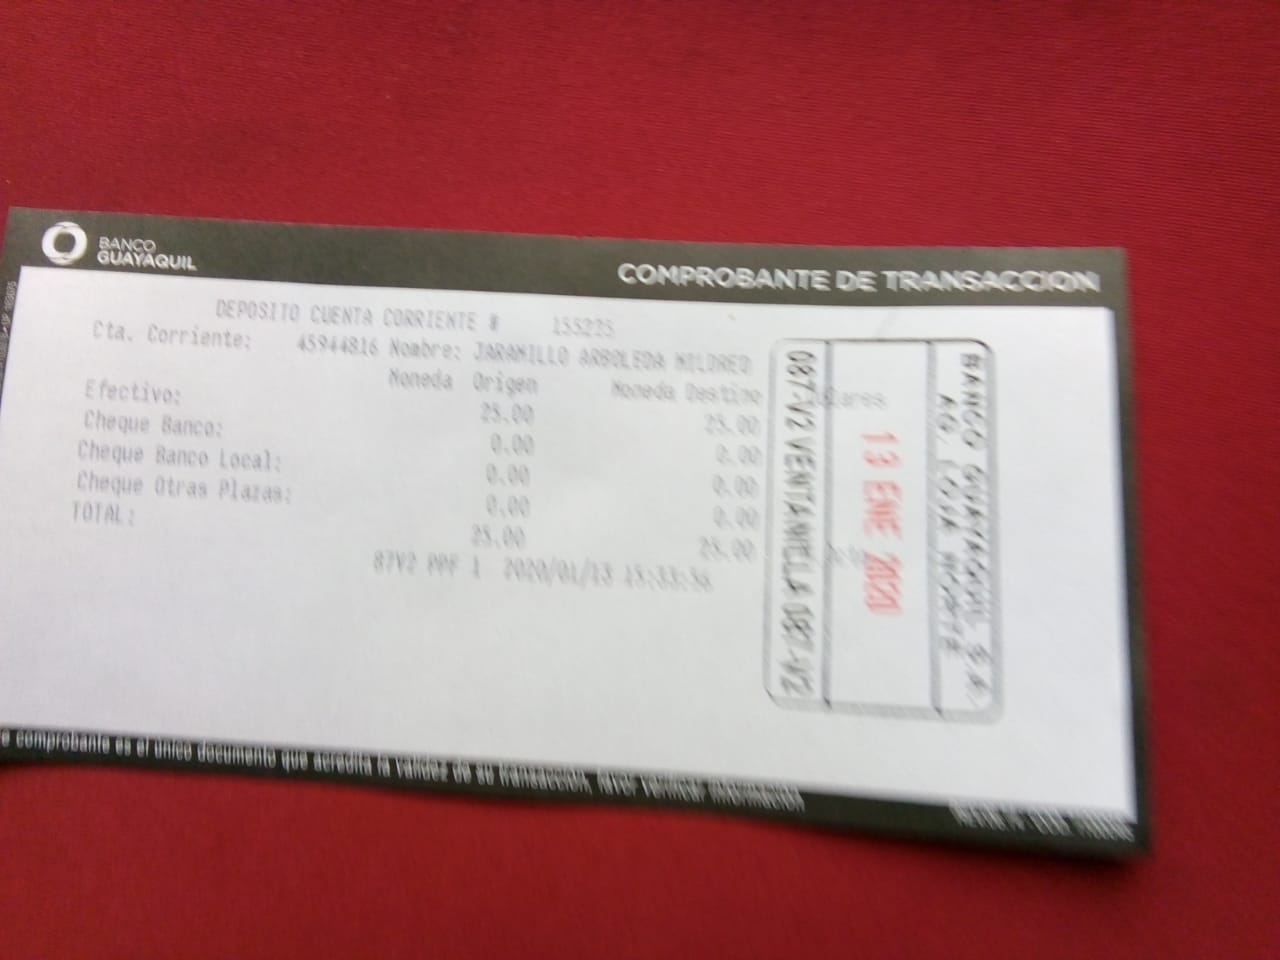 BANCO
GUAYAQUIL
COMPROBANTE DE TRANSACCION
DEPOSITO CUENTA CORRIENTE # 155225
Cta. Corriente: 45944816 Nombre: JARAMILLO ARBOLEDA MILDRED
Moneda Origen Moneda Destino Dolares
Efectivo: 25.00 25.00
Cheque Banco: 0.00 0.00
Cheque Banco Local: 0.00 0.00
Cheque Otras Plazas: 0.00 0.00
TOTAL: 25.00 25.00
87V2 PPF 1 2020/01/13 15:33:56
BANCO GUAYAQUIL S.A.
AG. LOJA NORTE
13 ENE 2020
087-V2 VENTANILLA 087-V2
e comprobante es el único documento que acredita la validez de su transacción, favor verificar información